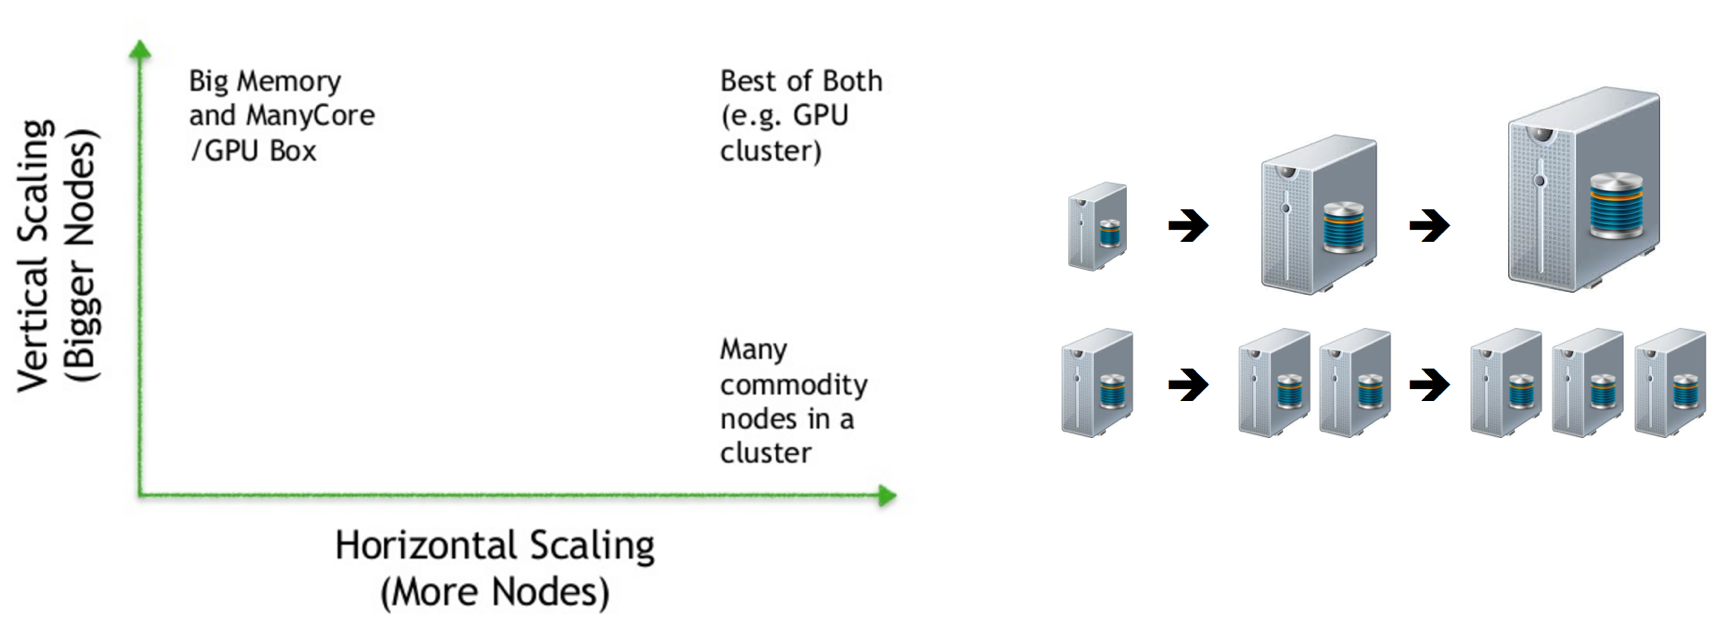 Vertical Scaling
(Bigger Nodes)
Big Memory
and ManyCore
/GPU Box
Best of Both
(e.g. GPU
cluster)
Many
commodity
nodes in a
cluster
Horizontal Scaling
(More Nodes)